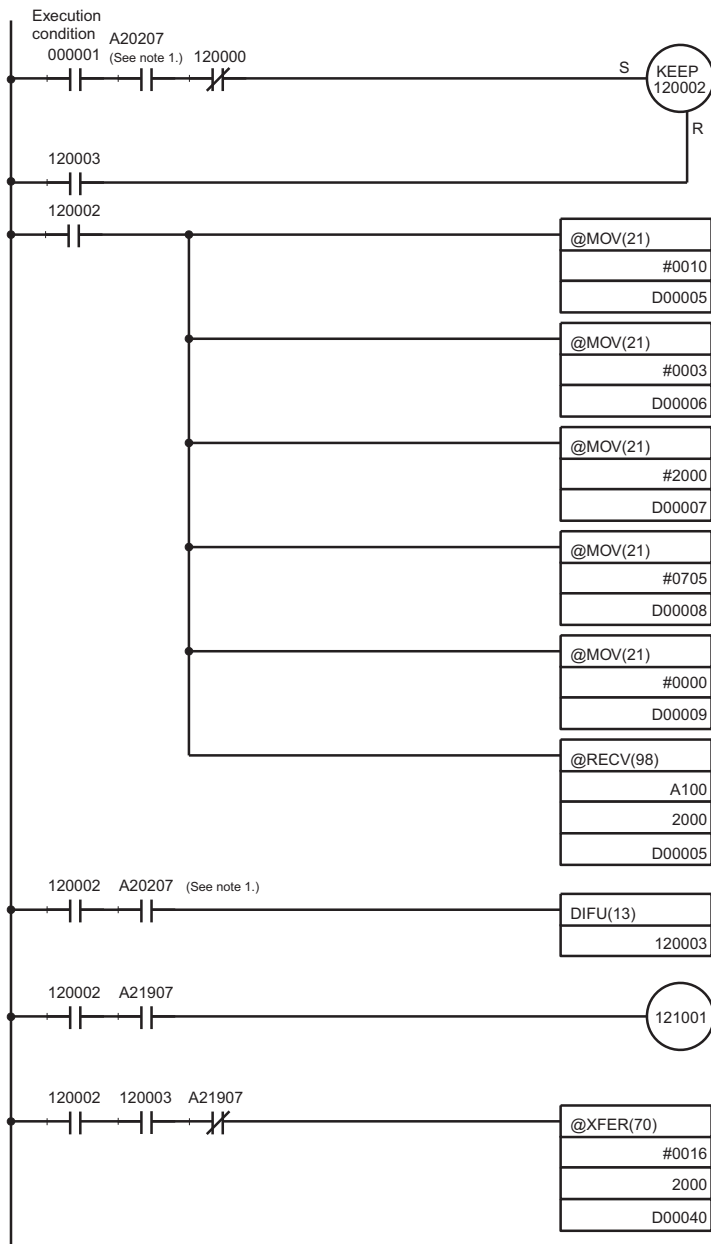 Execution
condition
A20207
000001
(See note 1.)
120000
S
KEEP
120002
R
120003
120002
@MOV(21)
#0010
D00005
@MOV(21)
#0003
D00006
@MOV(21)
#2000
D00007
@MOV(21)
#0705
D00008
@MOV(21)
#0000
D00009
@RECV(98)
A100
2000
D00005
120002 A20207 (See note 1.)
DIFU(13)
120003
120002 A21907
121001
120002 120003 A21907
@XFER(70)
#0016
2000
D00040